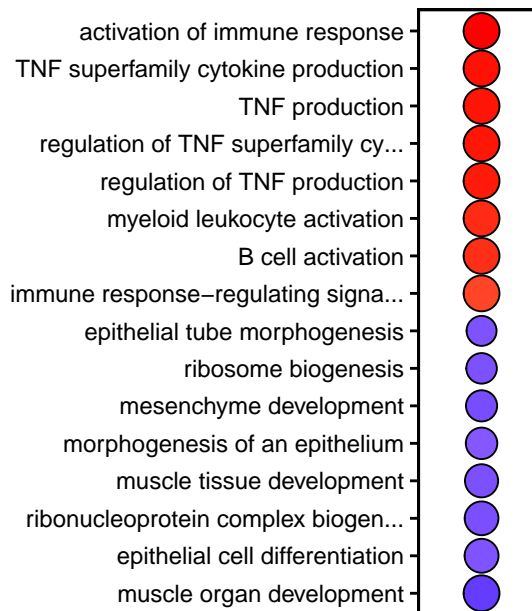 activation of immune response
TNF superfamily cytokine production
TNF production
regulation of TNF superfamily cy...
regulation of TNF production
myeloid leukocyte activation
B cell activation
immune response−regulating signa...
epithelial tube morphogenesis
ribosome biogenesis
mesenchyme development
morphogenesis of an epithelium
muscle tissue development
ribonucleoprotein complex biogen...
epithelial cell differentiation
muscle organ development